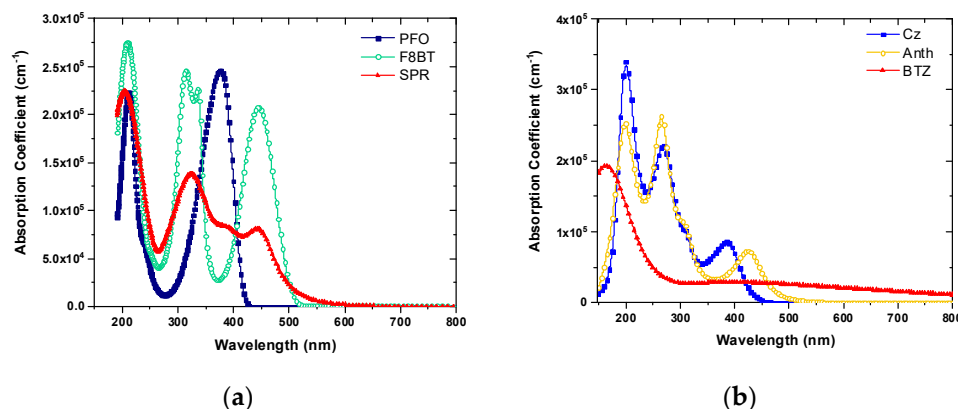 3.0x10⁵
2.5x10⁵
2.0x10⁵
1.5x10⁵
1.0x10⁵
5.0x10⁴
0.0
Absorption Coefficient (cm⁻¹)
PFO
F8BT
SPR
200 300 400 500 600 700 800
Wavelength (nm)
(a)
4x10⁵
3x10⁵
2x10⁵
1x10⁵
0
Absorption Coefficient (cm⁻¹)
Cz
Anth
BTZ
200 300 400 500 600 700 800
Wavelength (nm)
(b)